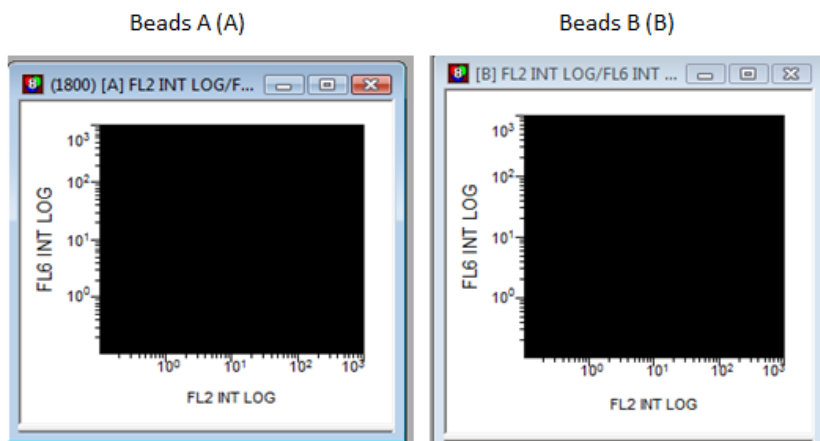 Beads A (A)
Beads B (B)
(1800) [A] FL2 INT LOG/F...
10³
10²
10¹
10⁰
FL6 INT LOG
10⁰ 10¹ 10² 10³
FL2 INT LOG
[B] FL2 INT LOG/FL6 INT ...
10³
10²
10¹
10⁰
FL6 INT LOG
10⁰ 10¹ 10² 10³
FL2 INT LOG